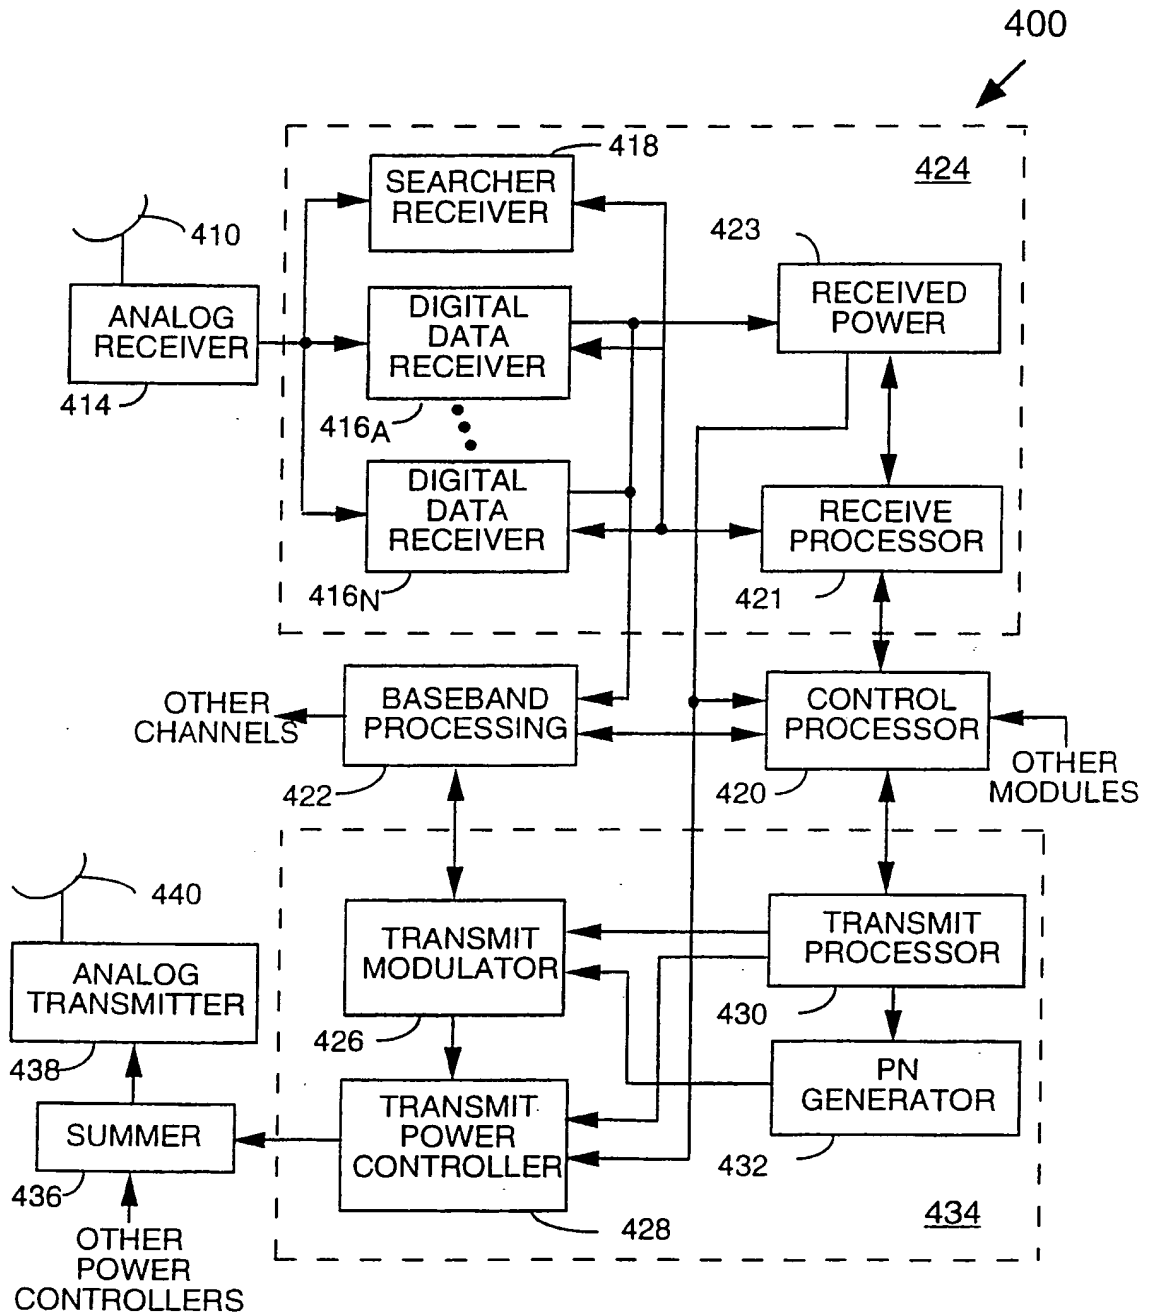 400
418
424
SEARCHER
RECEIVER
410
423
ANALOG
RECEIVER
414
DIGITAL
DATA
RECEIVER
416A
RECEIVED
POWER
DIGITAL
DATA
RECEIVER
416N
RECEIVE
PROCESSOR
421
OTHER
CHANNELS
BASEBAND
PROCESSING
422
CONTROL
PROCESSOR
420
OTHER
MODULES
440
ANALOG
TRANSMITTER
438
TRANSMIT
MODULATOR
426
TRANSMIT
PROCESSOR
430
SUMMER
436
TRANSMIT
POWER
CONTROLLER
428
PN
GENERATOR
432
434
OTHER
POWER
CONTROLLERS